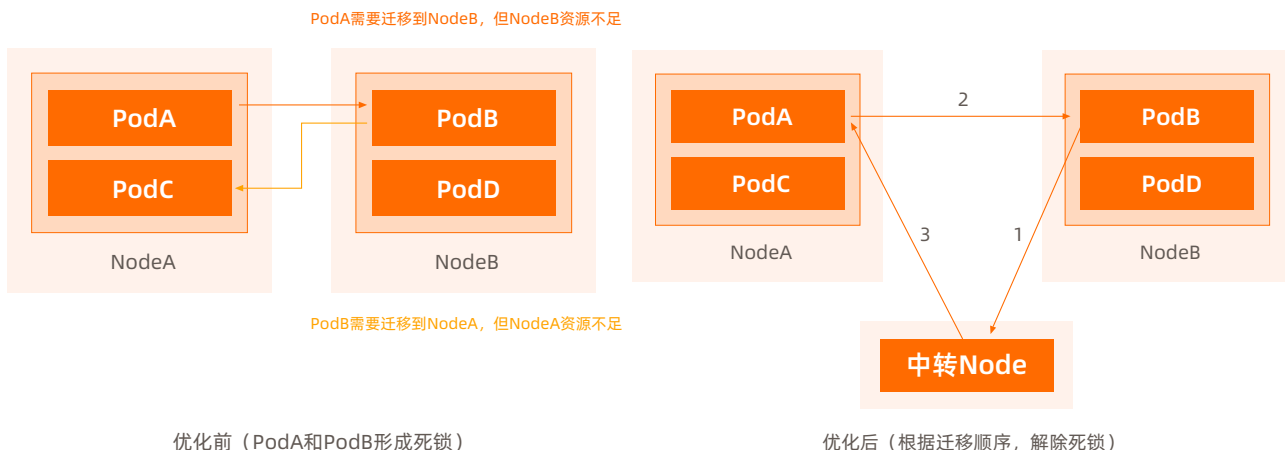 PodA需要迁移到NodeB，但NodeB资源不足
PodA
PodC
NodeA
PodB
PodD
NodeB
PodB需要迁移到NodeA，但NodeA资源不足
优化前（PodA和PodB形成死锁）
PodA
PodC
NodeA
2
PodB
PodD
NodeB
3
1
中转Node
优化后（根据迁移顺序，解除死锁）